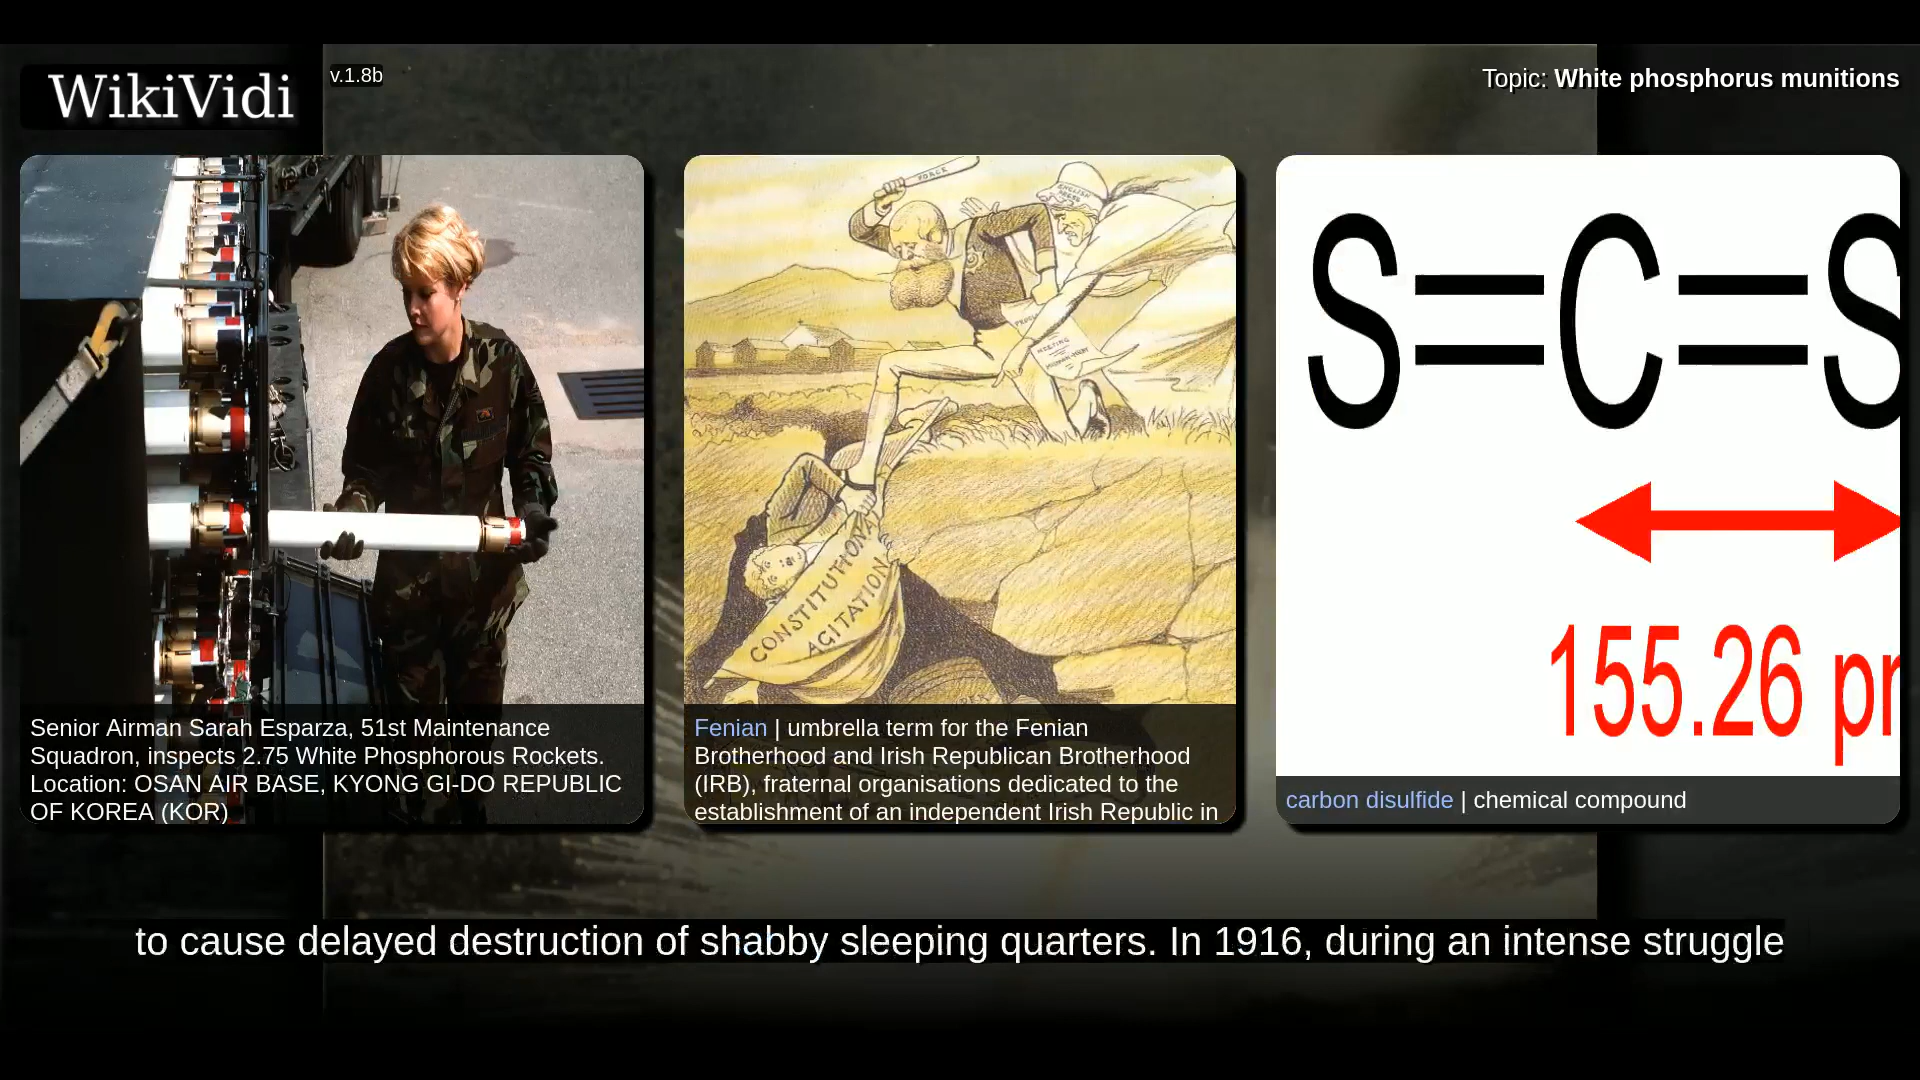 WikiVidi
v.1.8b
Topic: White phosphorus munitions
FORCE
CONSTITUTIONAL
AGITATION
S=C=S
155.26
Senior Airman Sarah Esparza, 51st Maintenance
Squadron, inspects 2.75 White Phosphorous Rockets.
Location: OSAN AIR BASE, KYONG GI-DO REPUBLIC
OF KOREA (KOR)
Fenian | umbrella term for the Fenian
Brotherhood and Irish Republican Brotherhood
(IRB), fraternal organisations dedicated to the
establishment of an independent Irish Republic in
carbon disulfide | chemical compound
to cause delayed destruction of shabby sleeping quarters. In 1916, during an intense struggle